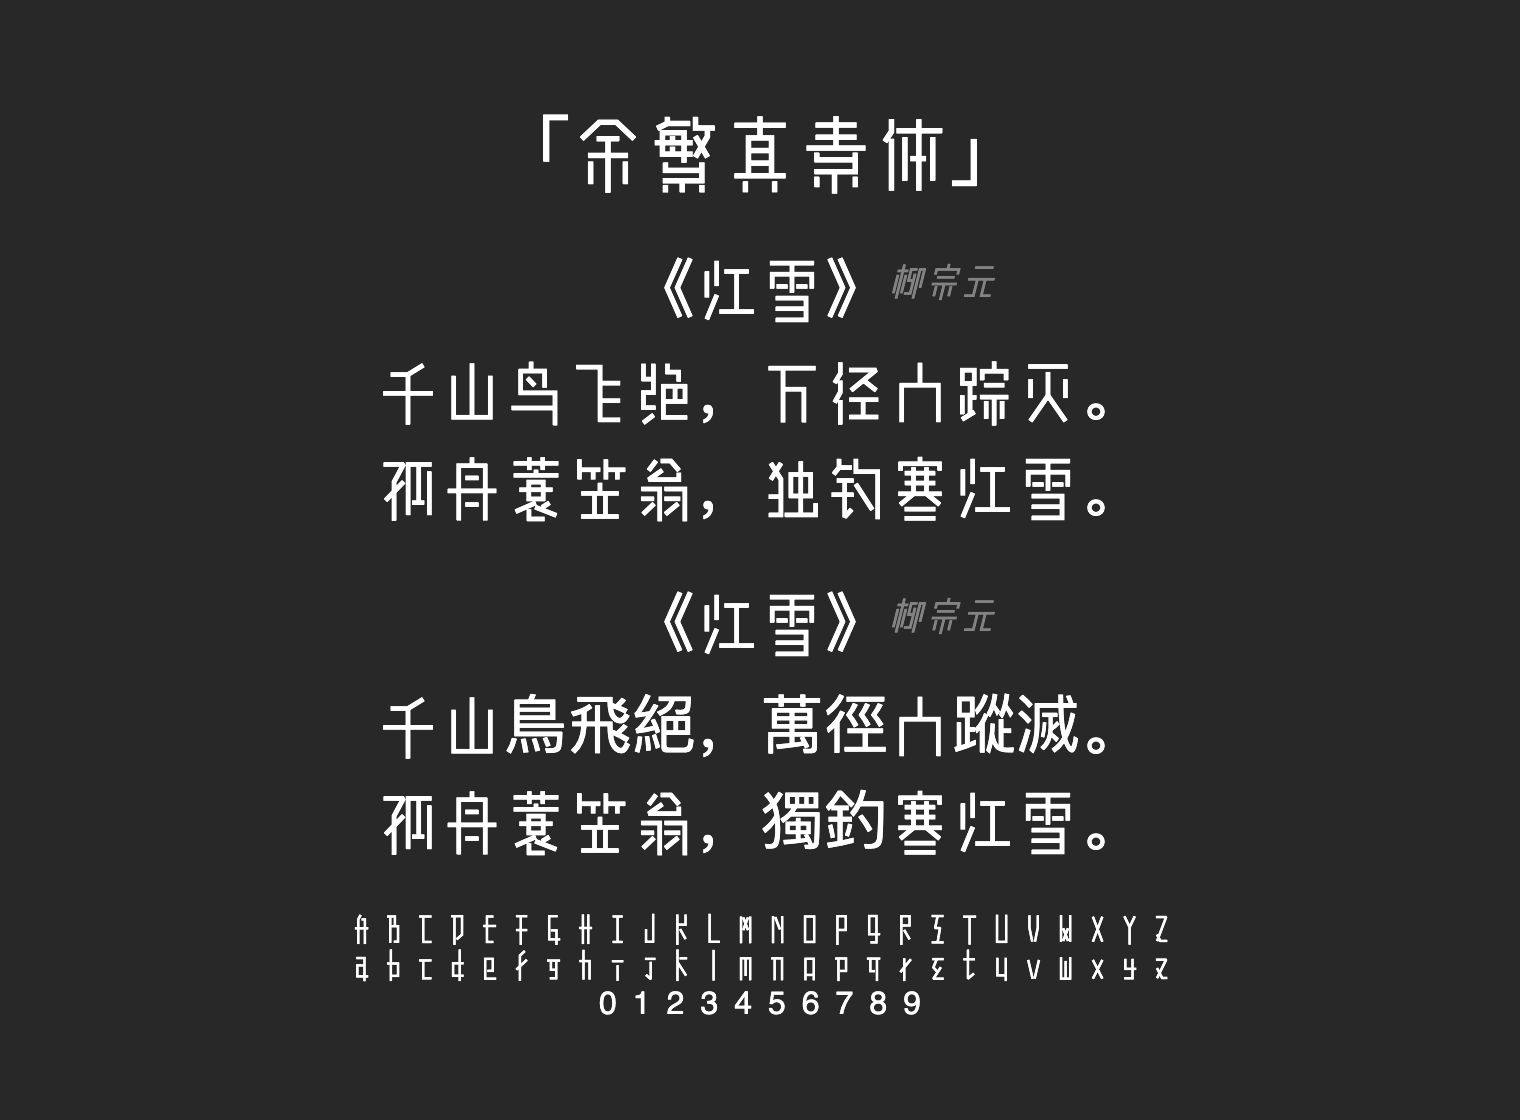 「余繁真素体」
《江雪》 柳宗元
千山鸟飞绝，万径人踪灭。
孤舟蓑笠翁，独钓寒江雪。
《江雪》 柳宗元
千山鳥飛絕，萬徑人蹤滅。
孤舟蓑笠翁，獨釣寒江雪。
A B C D E F G H I J K L M N O P Q R S T U V W X Y Z
a b c d e f g h i j k l m n o p q r s t u v w x y z
0 1 2 3 4 5 6 7 8 9